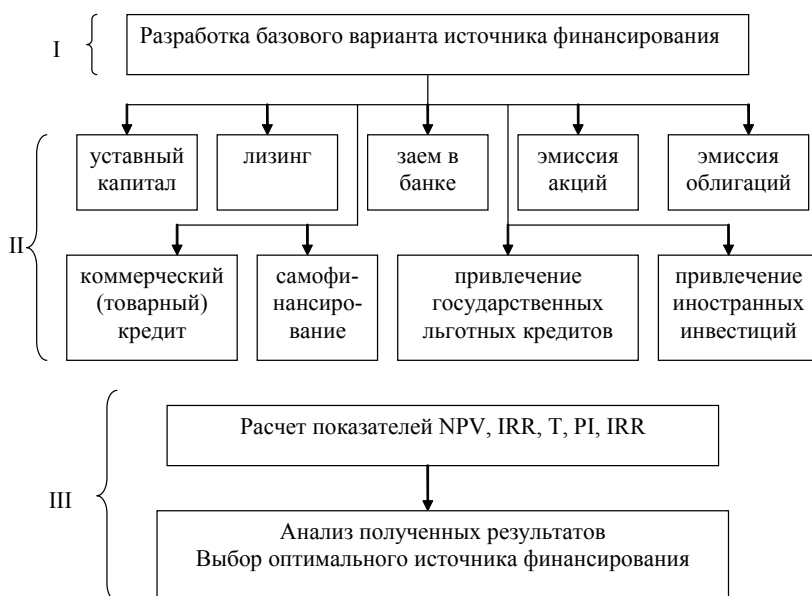 I
Разработка базового варианта источника финансирования
II
уставный
капитал
лизинг
заем в
банке
эмиссия
акций
эмиссия
облигаций
коммерческий
(товарный)
кредит
самофи-
нансиро-
вание
привлечение
государственных
льготных кредитов
привлечение
иностранных
инвестиций
III
Расчет показателей NPV, IRR, T, PI, IRR
Анализ полученных результатов
Выбор оптимального источника финансирования